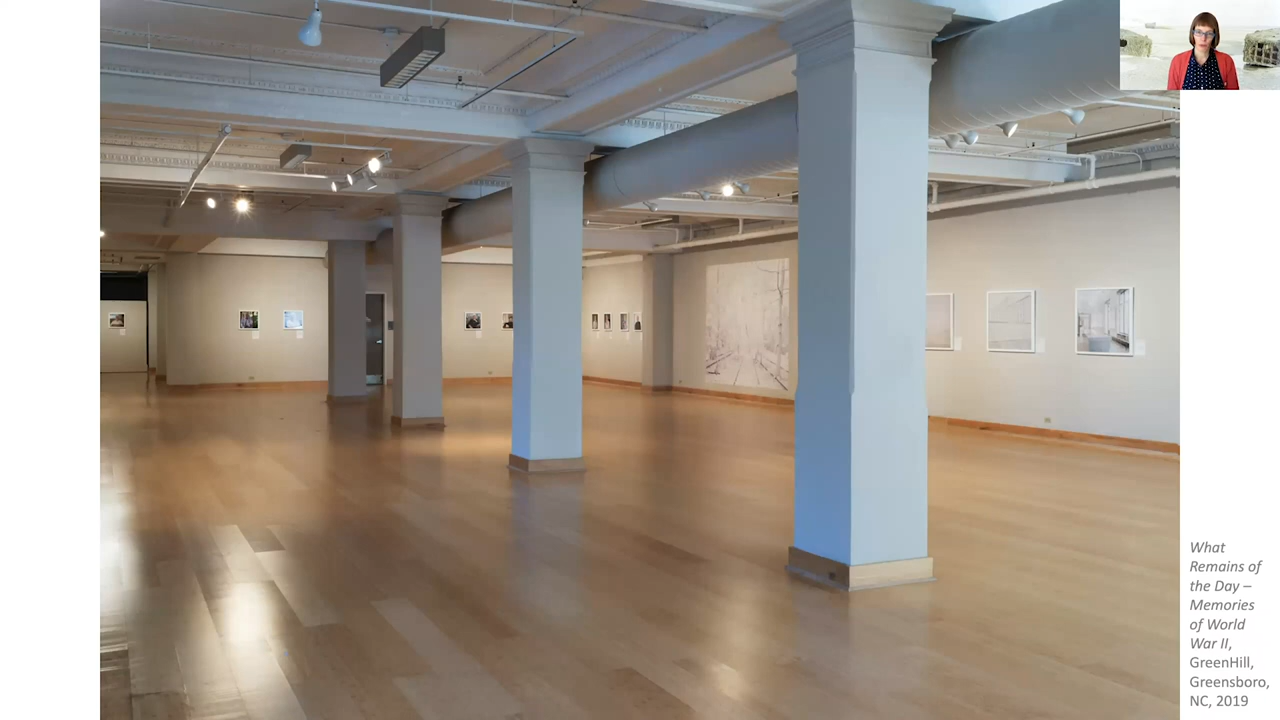 What
Remains of
the Day –
Memories
of World
War II,
GreenHill,
Greensboro,
NC, 2019